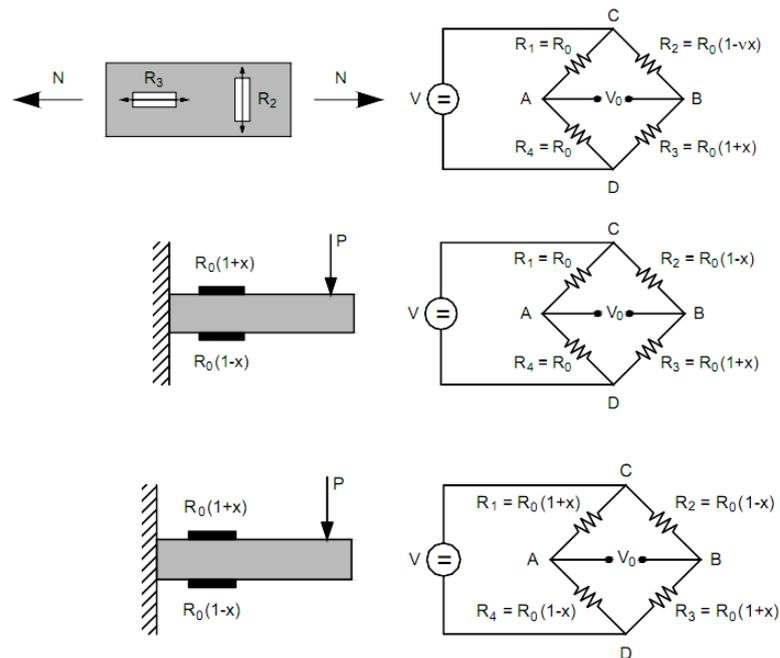 C
R₁ = R₀
R₂ = R₀(1-νx)
N
R₃
R₂
N
V
=
A
V₀
B
R₄ = R₀
R₃ = R₀(1+x)
D
C
P
R₀(1+x)
R₁ = R₀
R₂ = R₀(1-x)
V
=
A
V₀
B
R₀(1-x)
R₄ = R₀
R₃ = R₀(1+x)
D
C
P
R₀(1+x)
R₁ = R₀(1+x)
R₂ = R₀(1-x)
V
=
A
V₀
B
R₀(1-x)
R₄ = R₀(1-x)
R₃ = R₀(1+x)
D